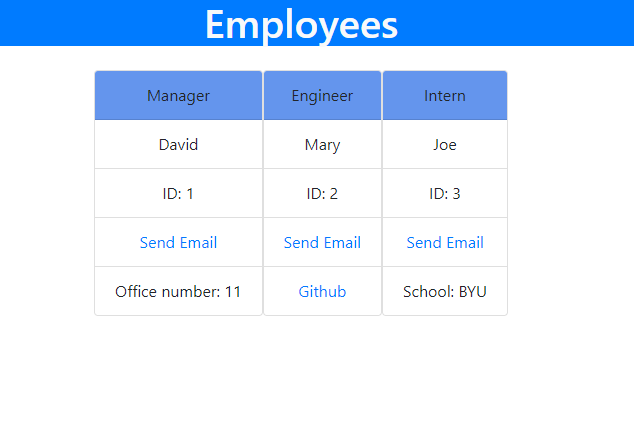 Employees
Manager Engineer Intern
David Mary Joe
ID: 1 ID: 2 ID: 3
Send Email Send Email Send Email
Office number: 11 Github School: BYU